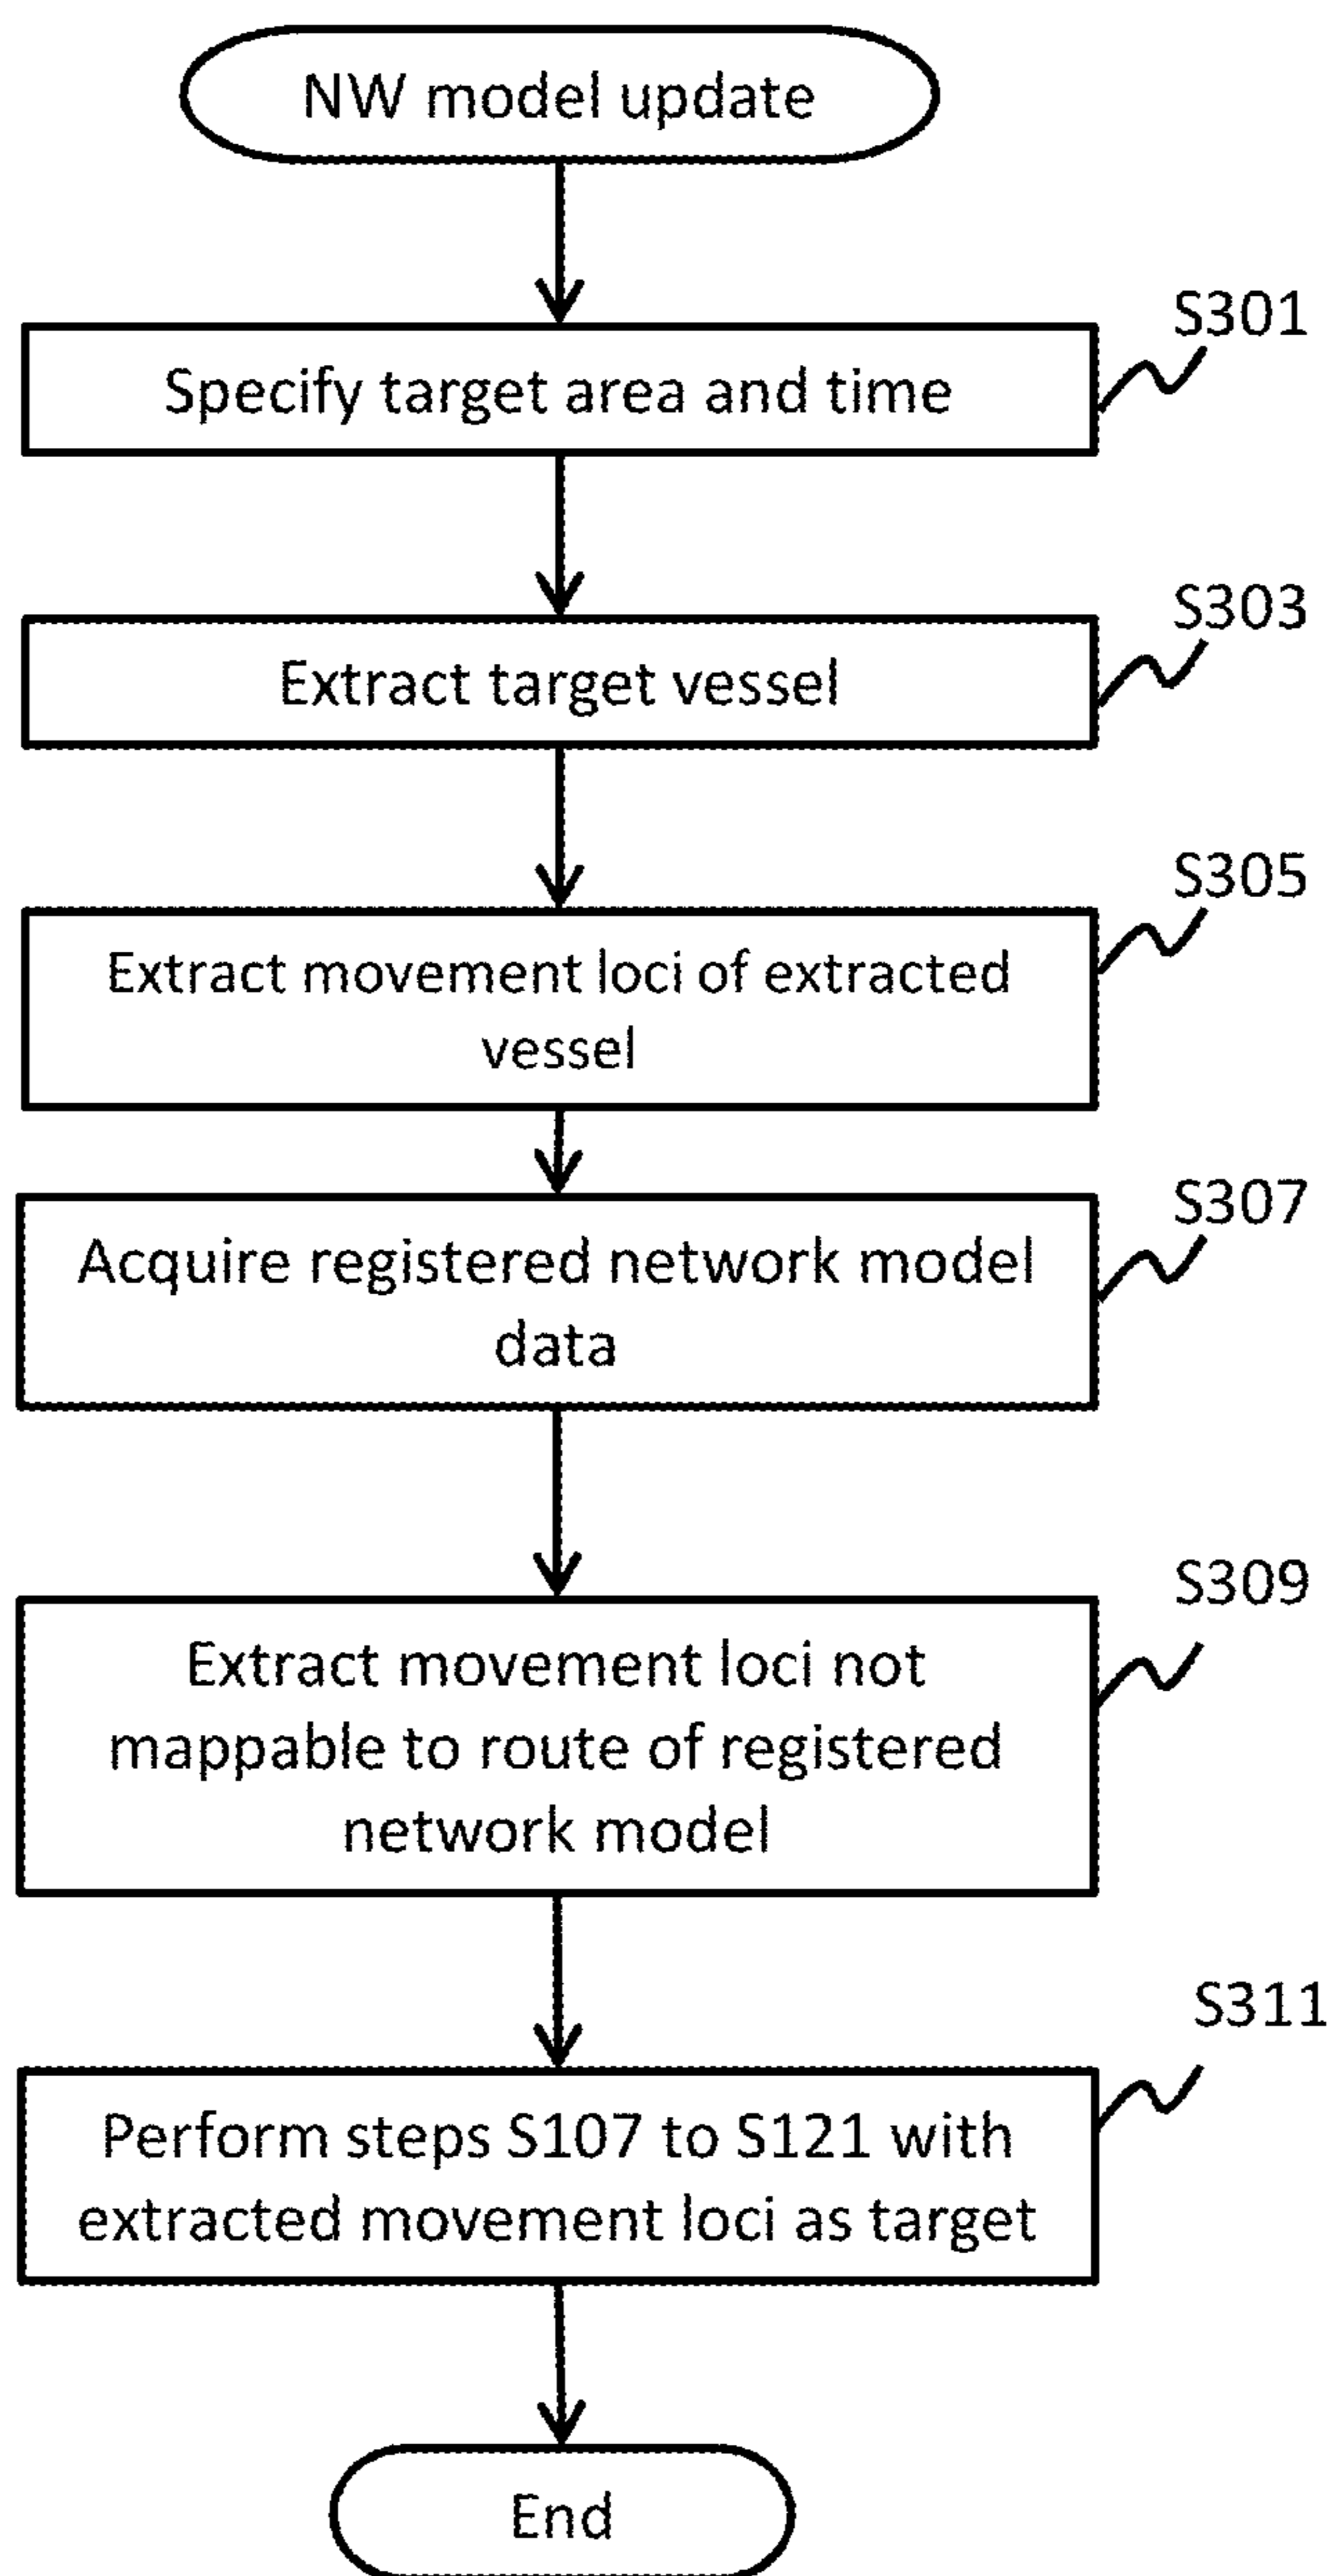 NW model update
S301
Specify target area and time
S303
Extract target vessel
S305
Extract movement loci of extracted
vessel
S307
Acquire registered network model
data
S309
Extract movement loci not
mappable to route of registered
network model
S311
Perform steps S107 to S121 with
extracted movement loci as target
End